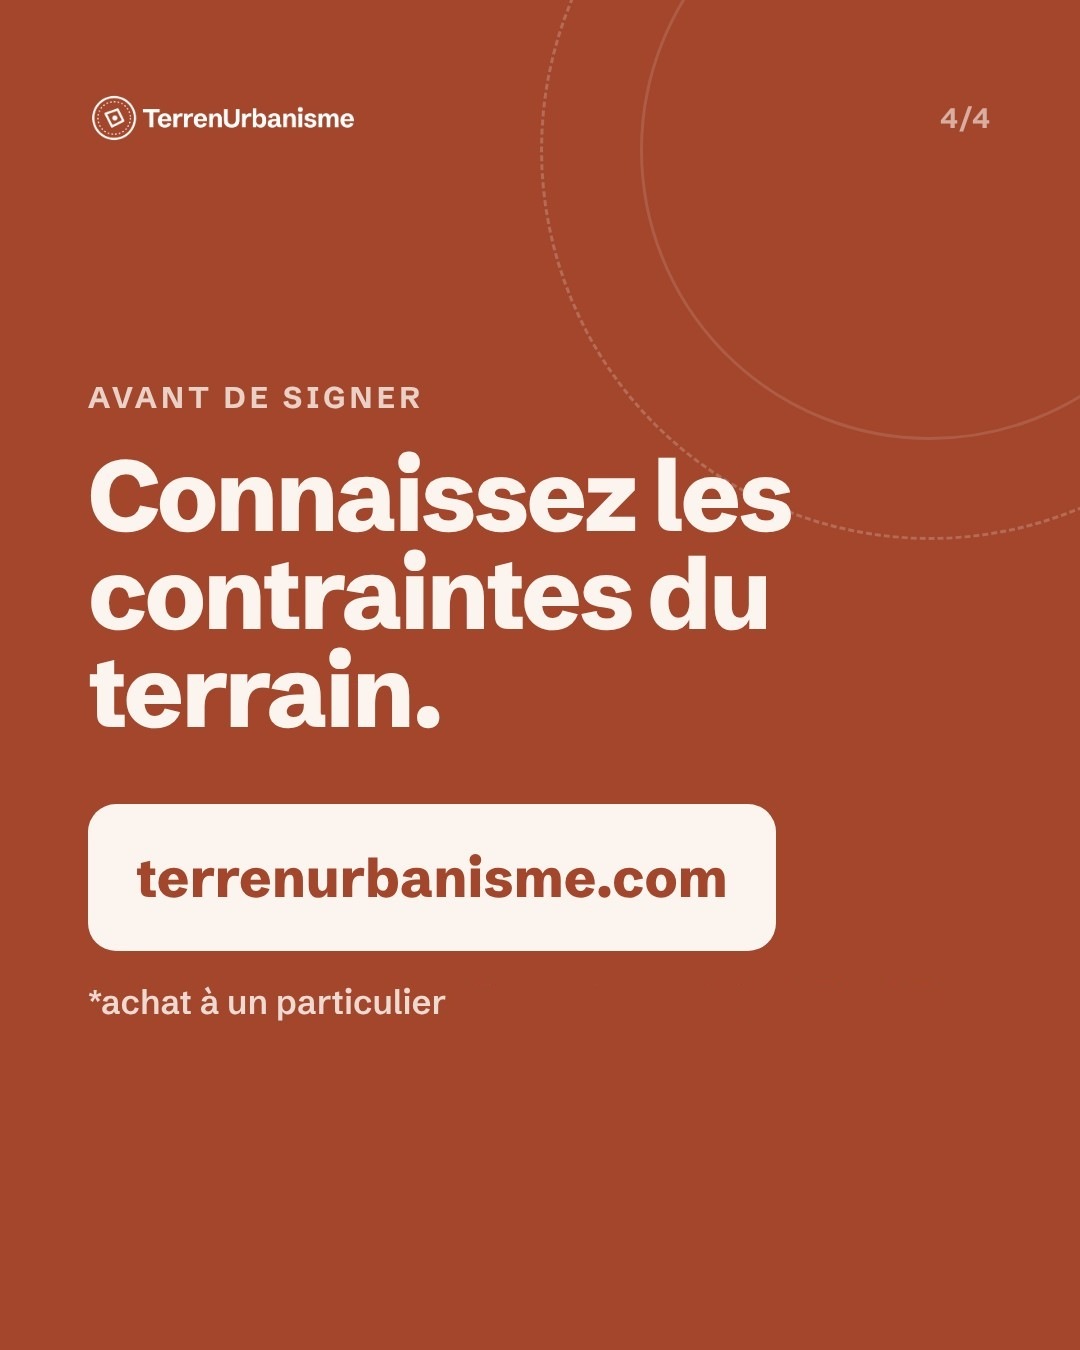 TerrenUrbanisme
4/4
AVANT DE SIGNER
Connaissez les
contraintes du
terrain.
terrenurbanisme.com
*achat à un particulier